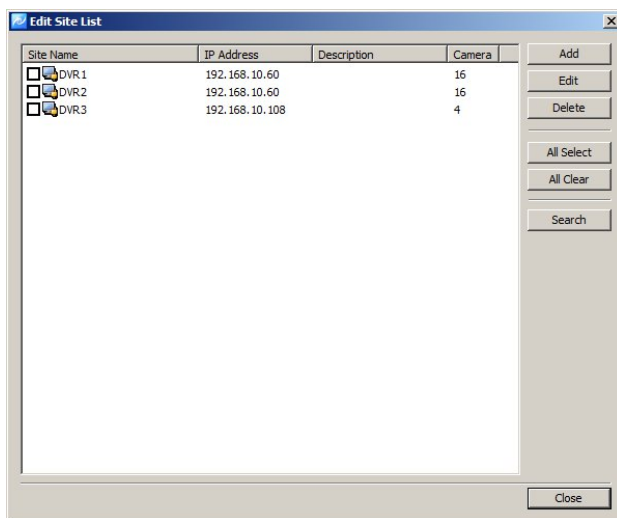 Edit Site List
Site Name IP Address Description Camera
DVR1 192.168.10.60 16
DVR2 192.168.10.60 16
DVR3 192.168.10.108 4
Add
Edit
Delete
All Select
All Clear
Search
Close